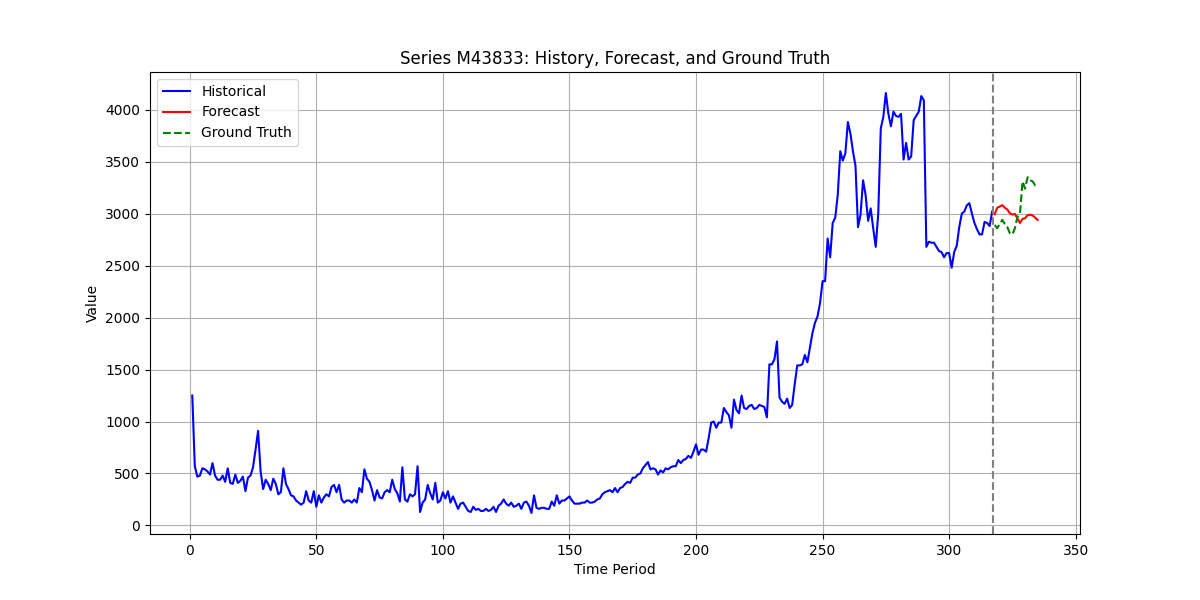 Series M43833: History, Forecast, and Ground Truth
Historical
Forecast
Ground Truth
4000
3500
3000
2500
2000
1500
1000
500
0
Value
0 50 100 150 200 250 300 350
Time Period